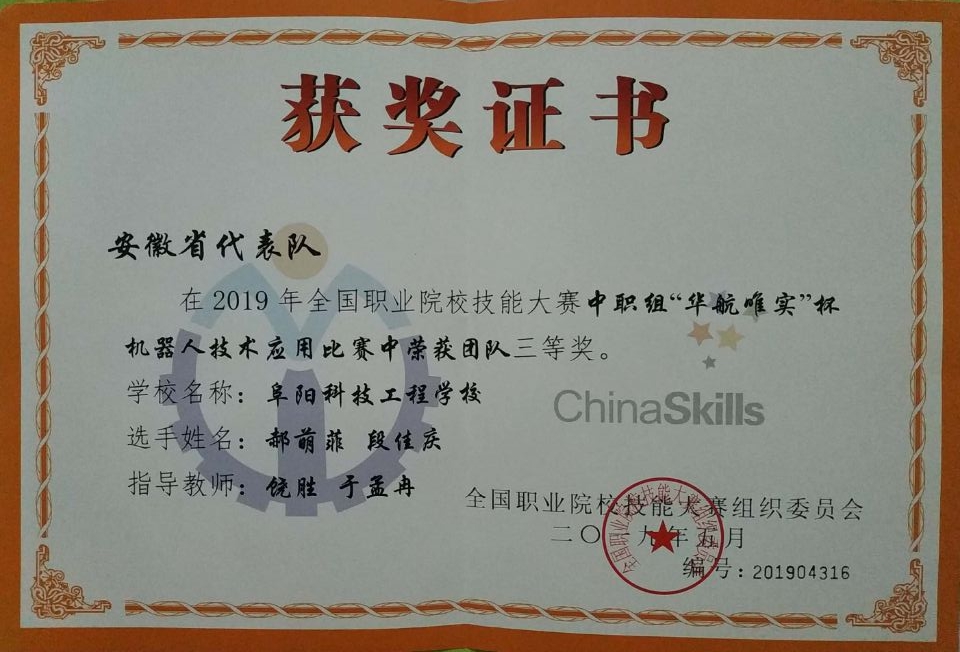 获奖证书
安徽省代表队
在2019年全国职业院校技能大赛中职组“华航唯实”杯
机器人技术应用比赛中荣获团队三等奖。
学校名称：阜阳科技工程学校
ChinaSkills
选手姓名：郝萌菲 段佳庆
指导教师：饶胜 于孟冉
全国职业院校技能大赛组织委员会
二〇一九年五月
编号：201904316